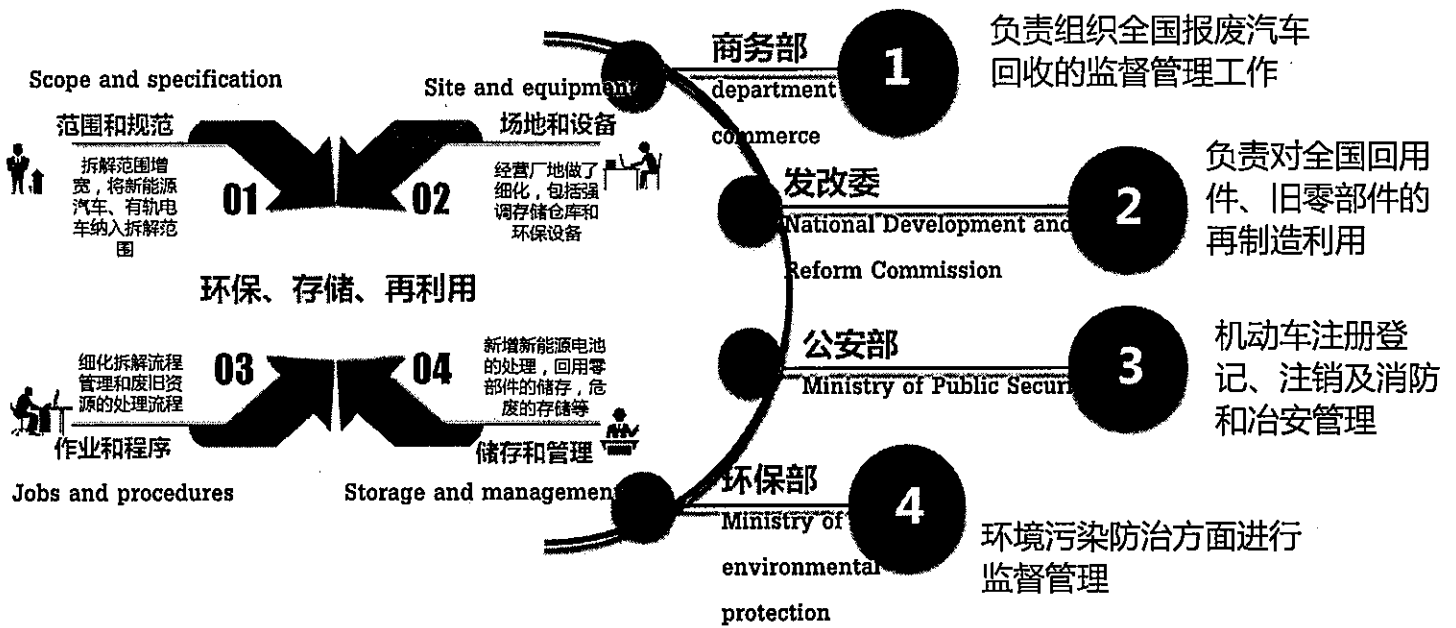 Scope and specification
范围和规范
拆解范围增
宽，将新能源
汽车、有轨电
车纳入拆解范
围
01
Site and equipment
场地和设备
经营厂地做了
细化，包括强
调存储仓库和
环保设备
02
环保、存储、再利用
03
细化拆解流程
管理和废旧资
源的处理流程
作业和程序
Jobs and procedures
04
新增新能源电池
的处理，回用零
部件的储存，危
废的存储等
储存和管理
Storage and management
商务部
department
commerce
1
负责组织全国报废汽车
回收的监督管理工作
发改委
National Development and
Reform Commission
2
负责对全国回用
件、旧零部件的
再制造利用
公安部
Ministry of Public Securi
3
机动车注册登
记、注销及消防
和冶安管理
环保部
Ministry of
environmental
protection
4
环境污染防治方面进行
监督管理